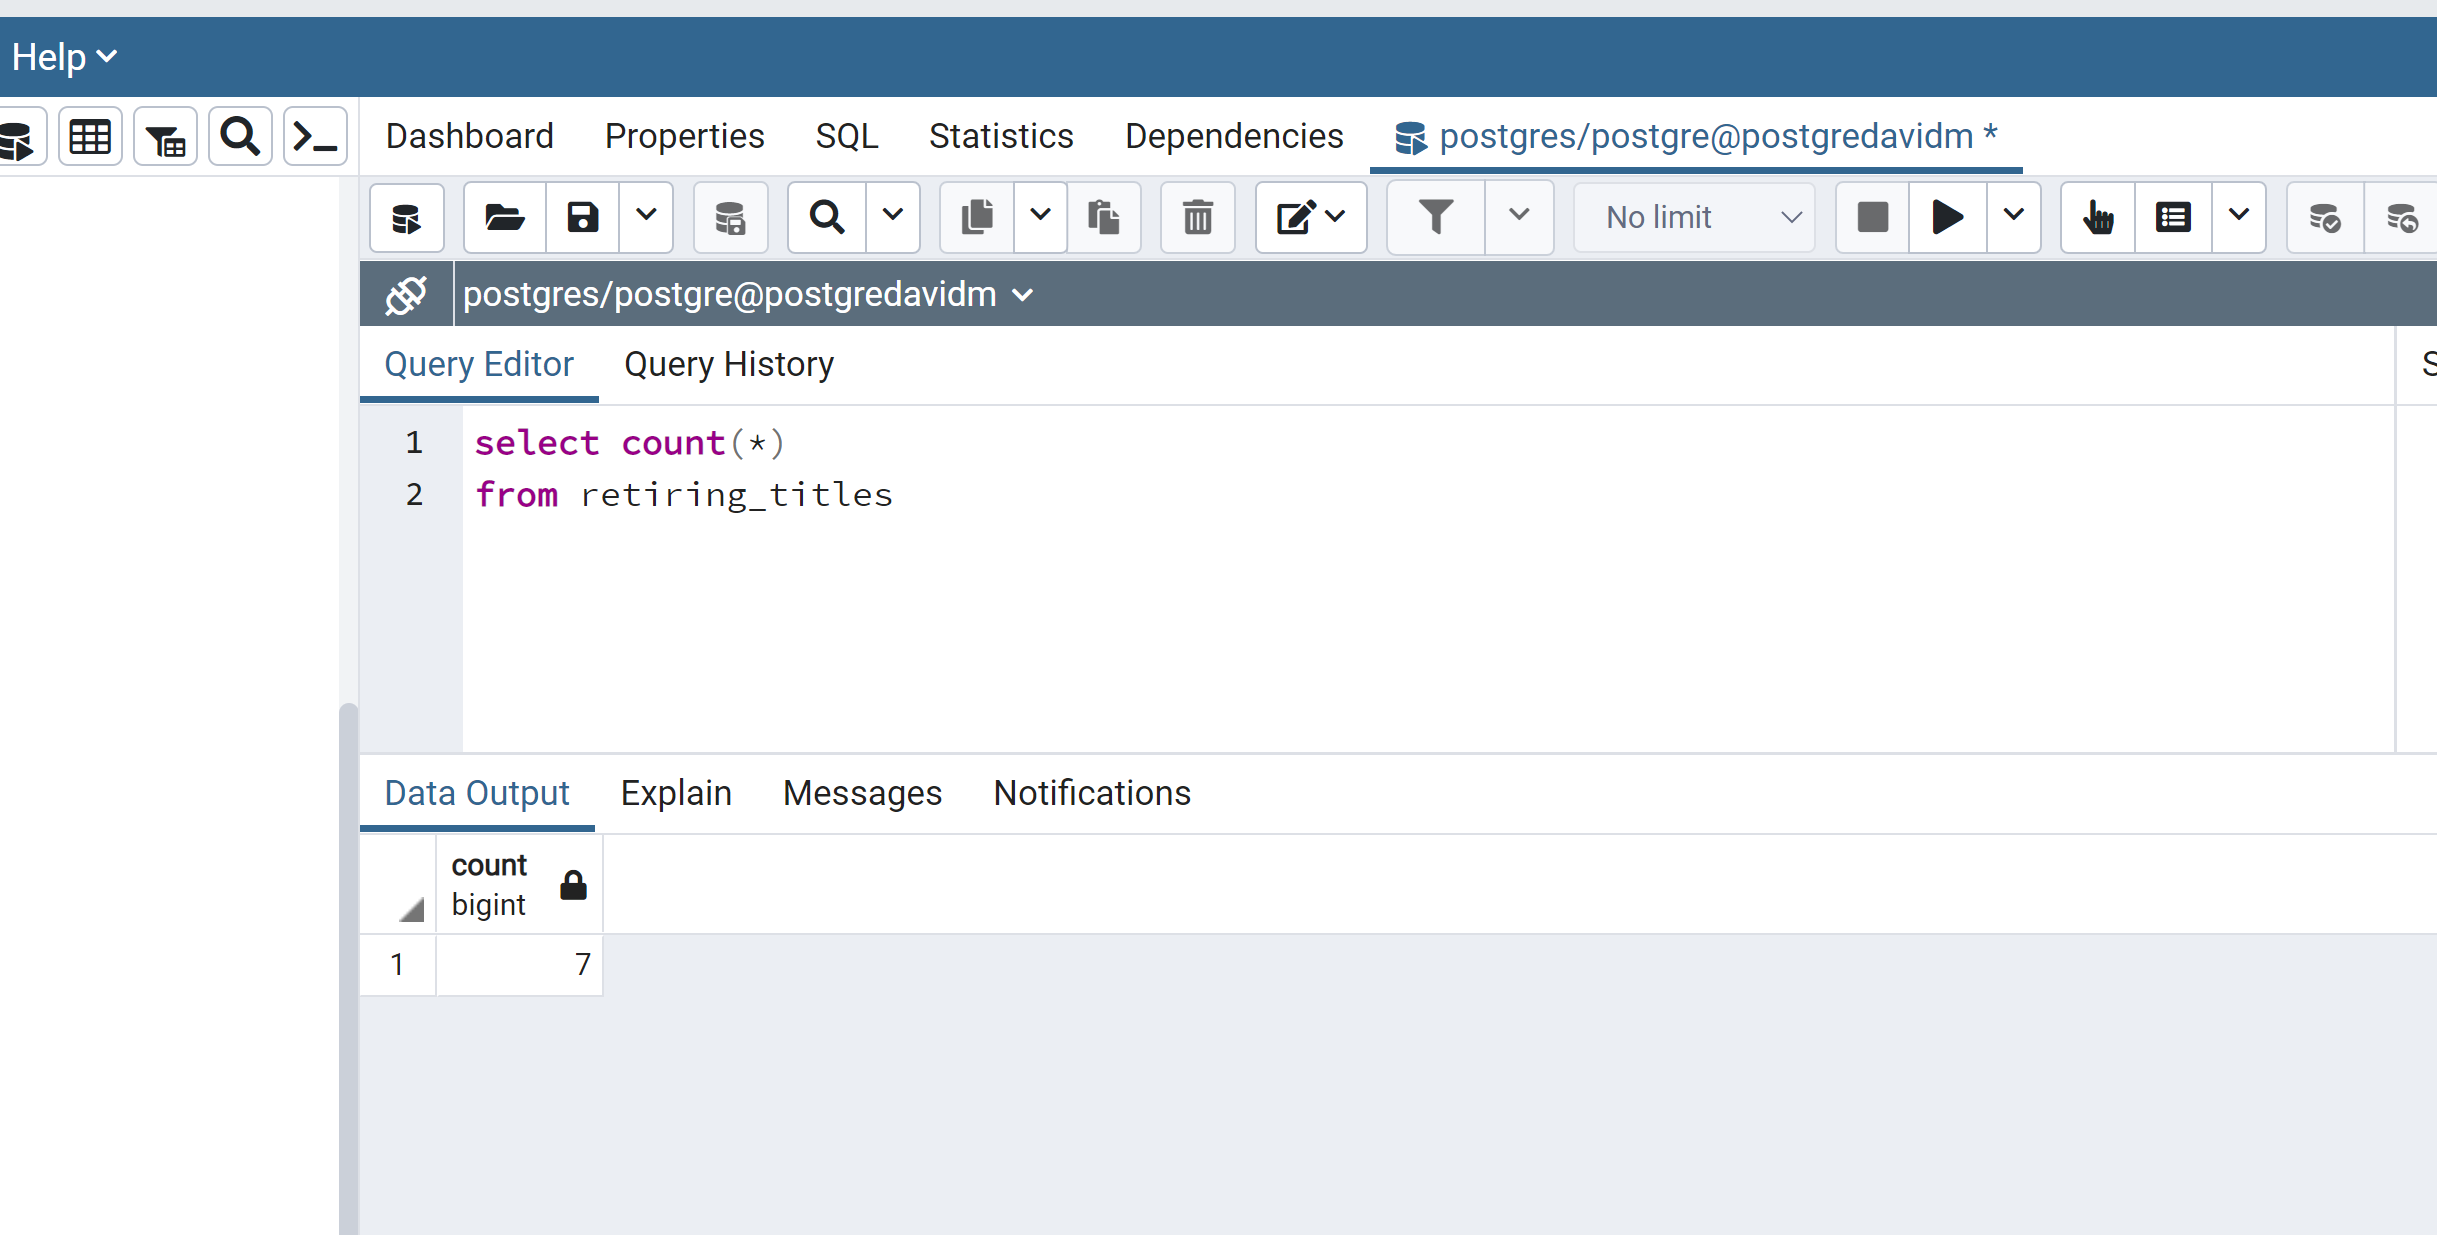 Help
Dashboard Properties SQL Statistics Dependencies postgres/postgre@postgredavidm *
No limit
postgres/postgre@postgredavidm
Query Editor Query History S
1 select count(*)
2 from retiring_titles
Data Output Explain Messages Notifications
count
bigint
1 7